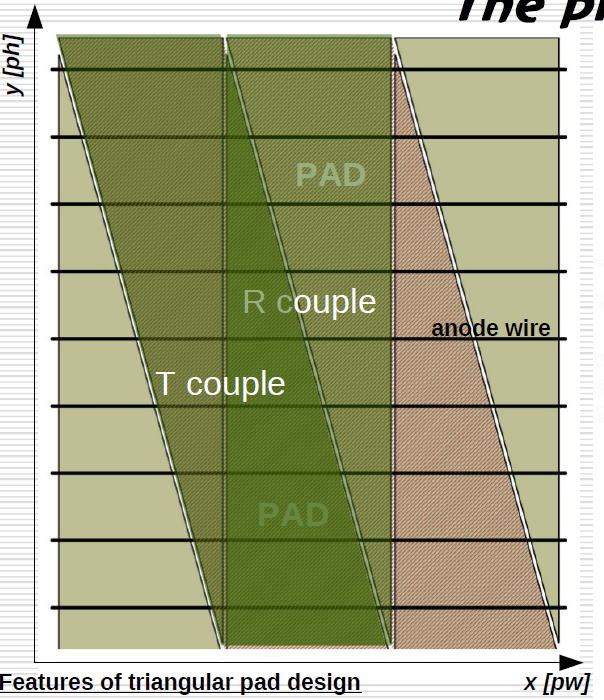 The p
y [ph]
PAD
R couple
anode wire
T couple
PAD
Features of triangular pad design
x [pw]